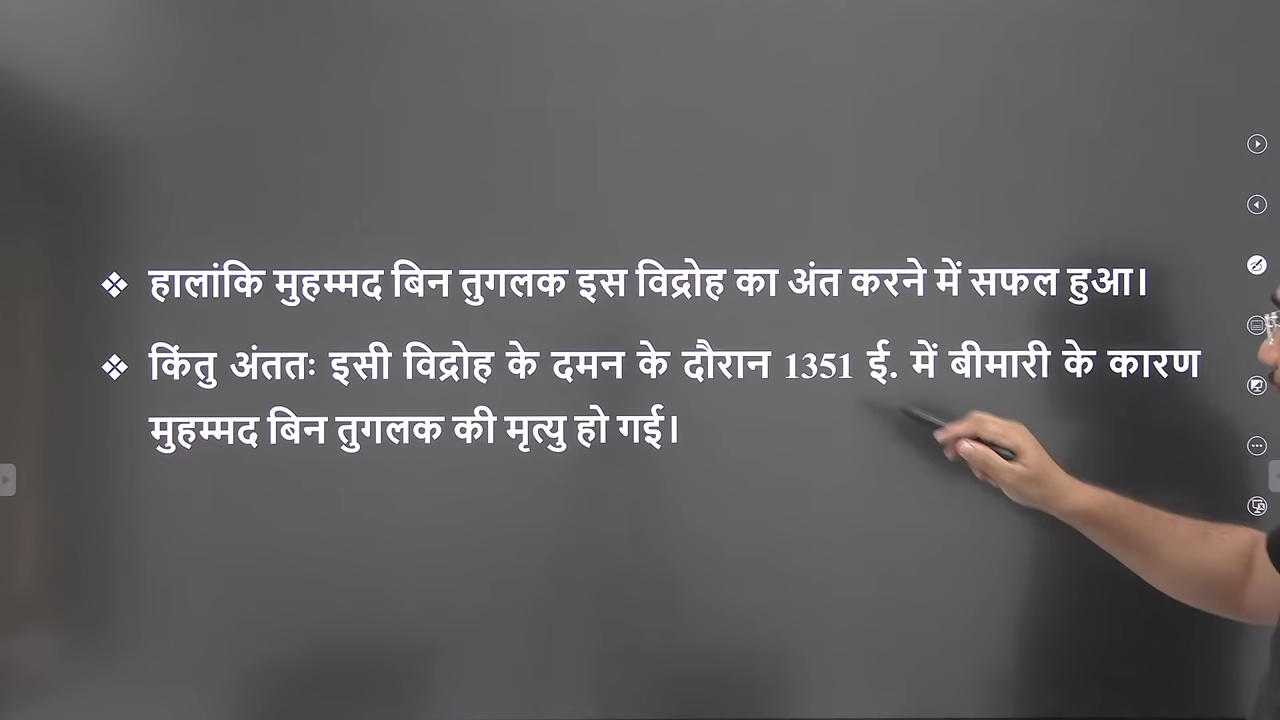 ❖ हालांकि मुहम्मद बिन तुगलक इस विद्रोह का अंत करने में सफल हुआ।
❖ किंतु अंततः इसी विद्रोह के दमन के दौरान 1351 ई. में बीमारी के कारण
मुहम्मद बिन तुगलक की मृत्यु हो गई।